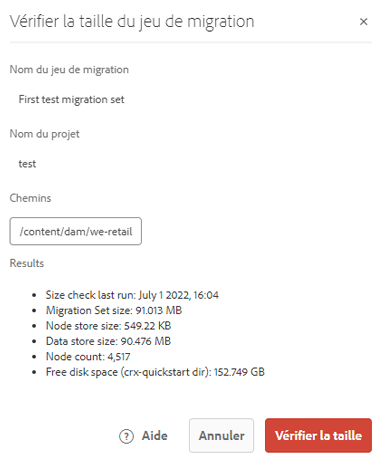 Vérifier la taille du jeu de migration
Nom du jeu de migration
First test migration set
Nom du projet
test
Chemins
/content/dam/we-retail
Results
Size check last run: July 1 2022, 16:04
Migration Set size: 91.013 MB
Node store size: 549.22 KB
Data store size: 90.476 MB
Node count: 4,517
Free disk space (crx-quickstart dir): 152.749 GB
? Aide Annuler Vérifier la taille